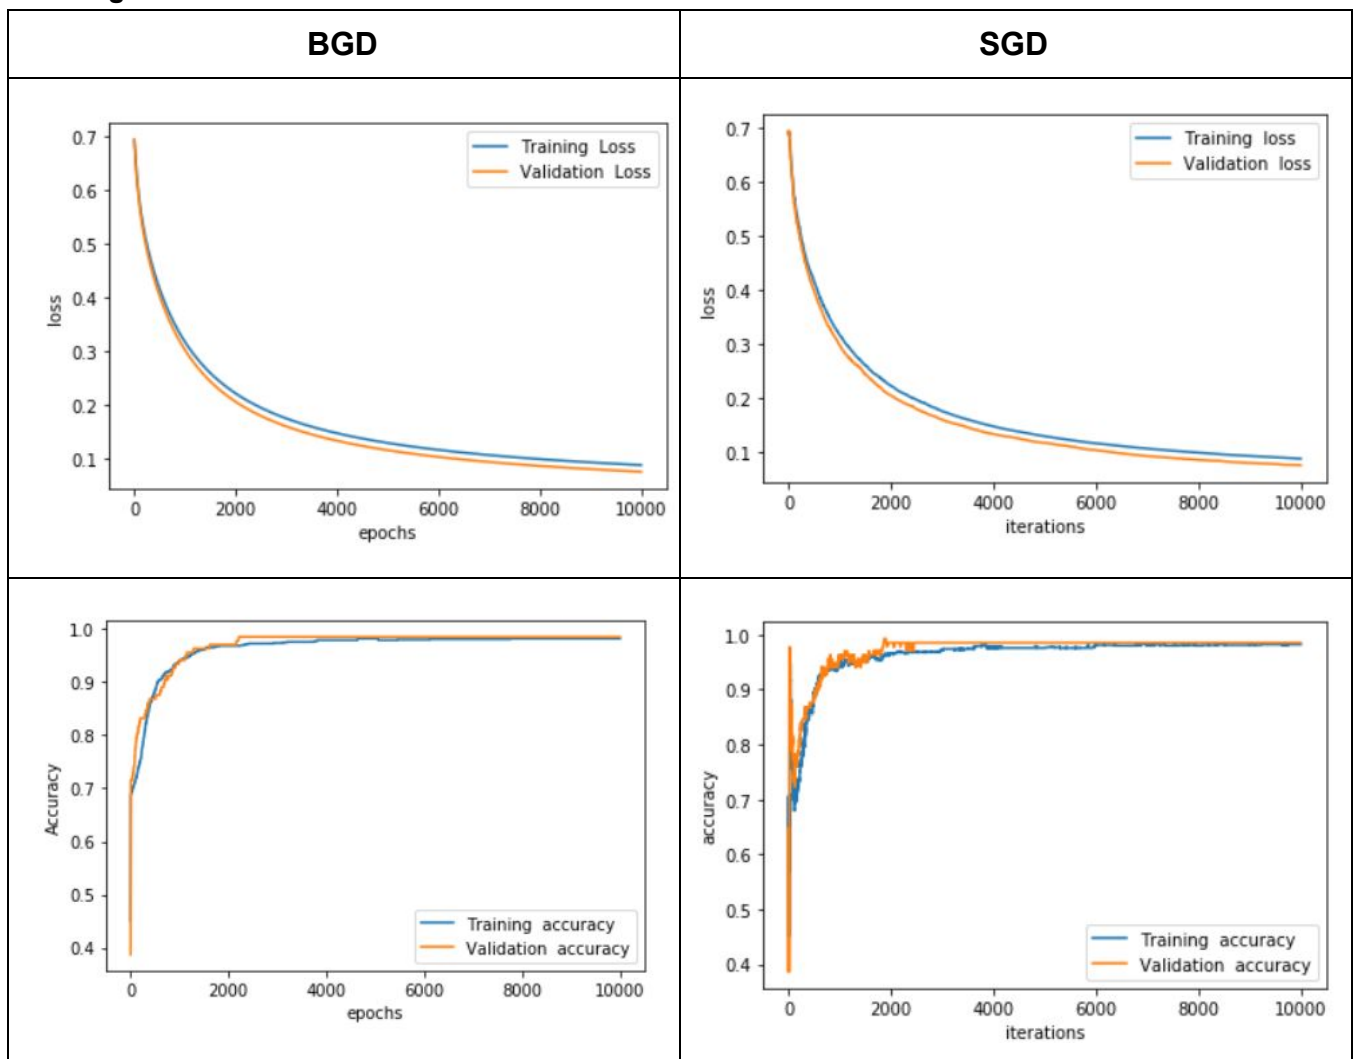 BGD
SGD
0.7
0.6
0.5
0.4
0.3
0.2
0.1
loss
Training Loss
Validation Loss
0 2000 4000 6000 8000 10000
epochs
0.7
0.6
0.5
0.4
0.3
0.2
0.1
loss
Training loss
Validation loss
0 2000 4000 6000 8000 10000
iterations
1.0
0.9
0.8
0.7
0.6
0.5
0.4
Accuracy
Training accuracy
Validation accuracy
0 2000 4000 6000 8000 10000
epochs
1.0
0.9
0.8
0.7
0.6
0.5
0.4
accuracy
Training accuracy
Validation accuracy
0 2000 4000 6000 8000 10000
iterations